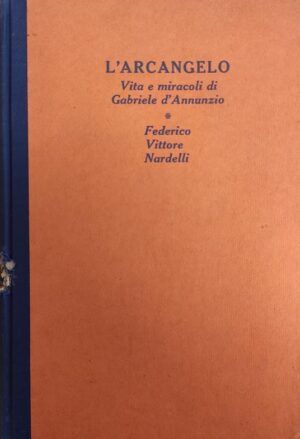 L'ARCANGELO
Vita e miracoli di
Gabriele d'Annunzio
*
Federico
Vittore
Nardelli